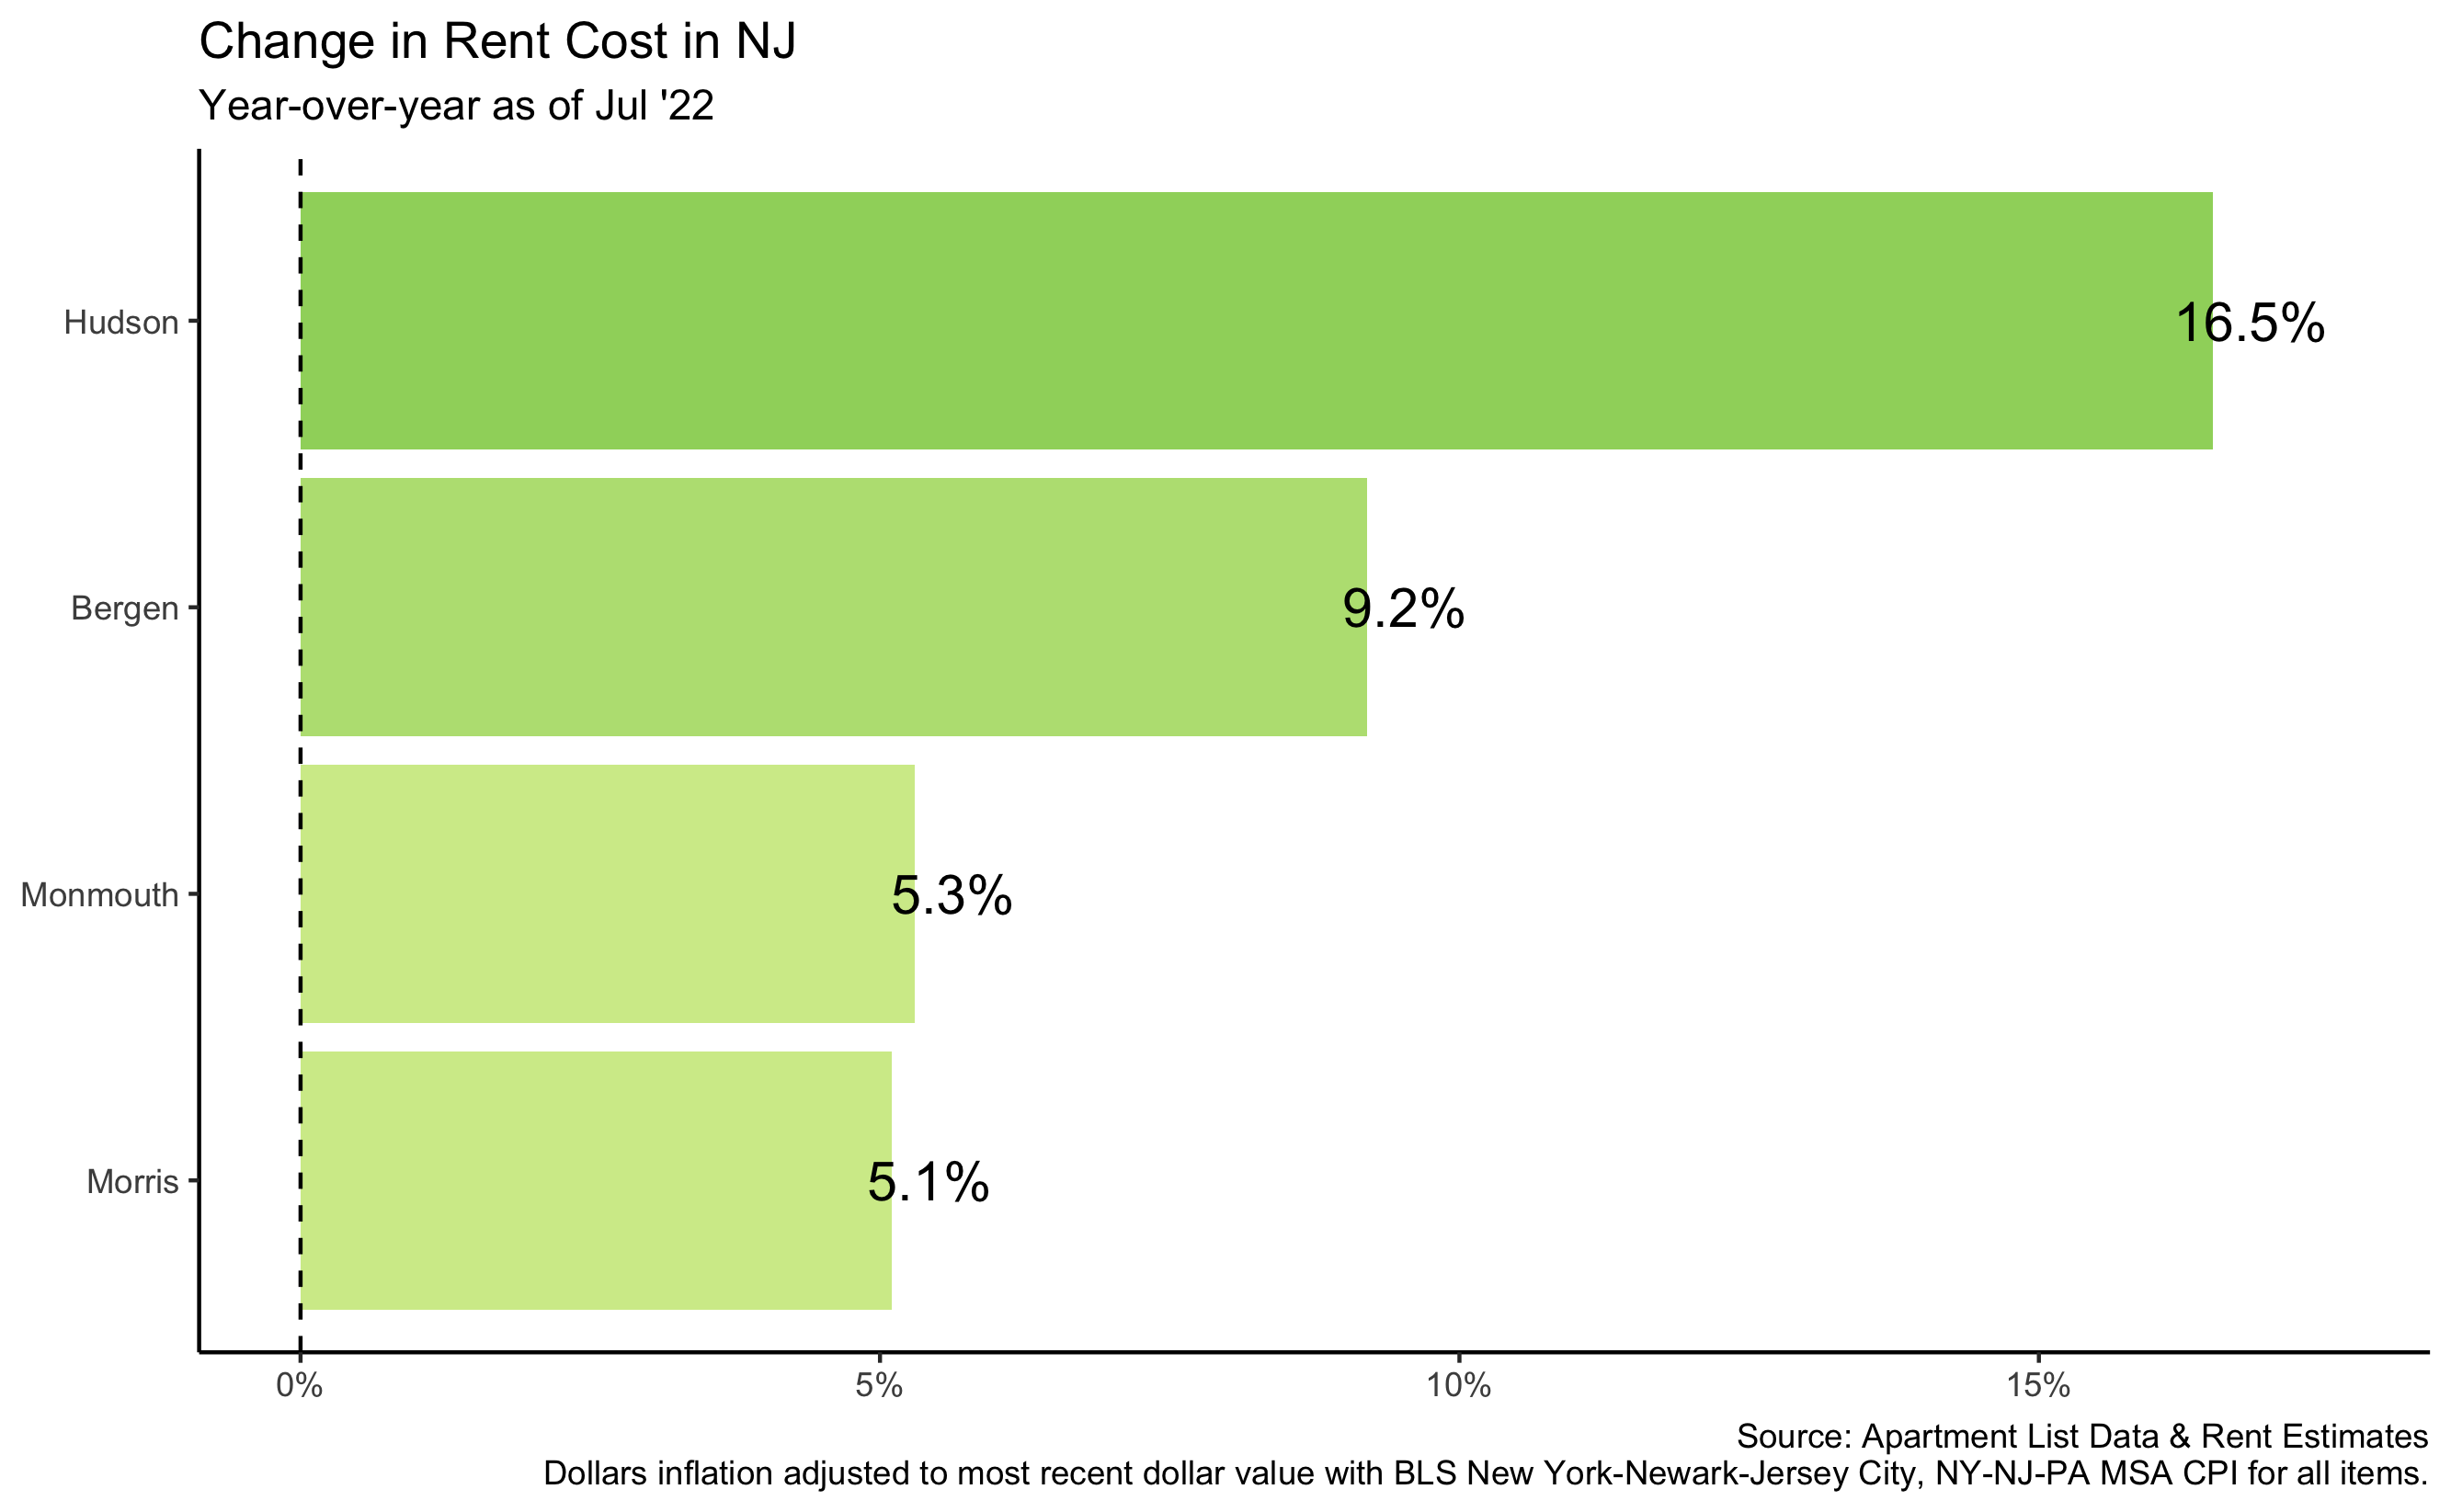 Change in Rent Cost in NJ
Year-over-year as of Jul '22
Hudson
16.5%
Bergen
9.2%
Monmouth
5.3%
Morris
5.1%
0%
5%
10%
15%
Source: Apartment List Data & Rent Estimates
Dollars inflation adjusted to most recent dollar value with BLS New York-Newark-Jersey City, NY-NJ-PA MSA CPI for all items.